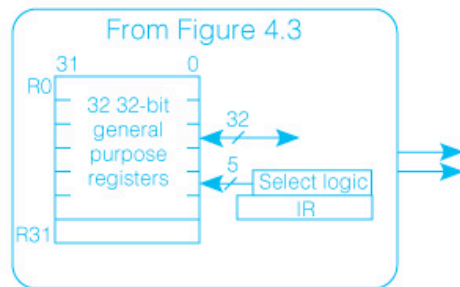 From Figure 4.3
31 0
R0
32 32-bit
general
purpose
registers
32
5
Select logic
IR
R31